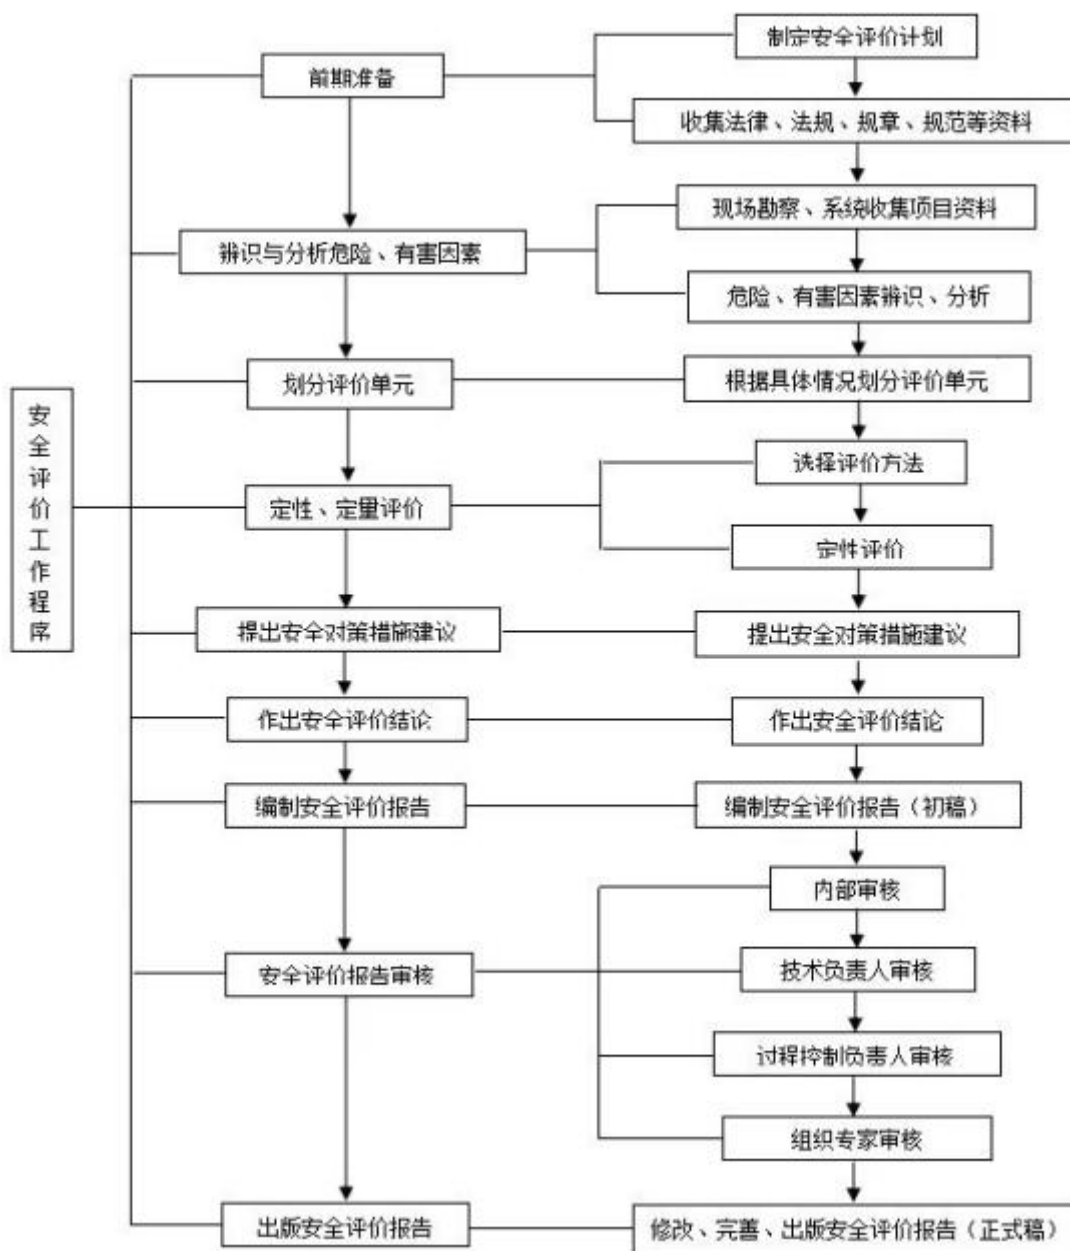 制定安全评价计划
前期准备
收集法律、法规、规章、规范等资料
现场勘察、系统收集项目资料
辨识与分析危险、有害因素
危险、有害因素辨识、分析
划分评价单元
根据具体情况划分评价单元
安全评价工作程序
选择评价方法
定性、定量评价
定性评价
提出安全对策措施建议
提出安全对策措施建议
作出安全评价结论
作出安全评价结论
编制安全评价报告
编制安全评价报告（初稿）
内部审核
安全评价报告审核
技术负责人审核
过程控制负责人审核
组织专家审核
出版安全评价报告
修改、完善、出版安全评价报告（正式稿）